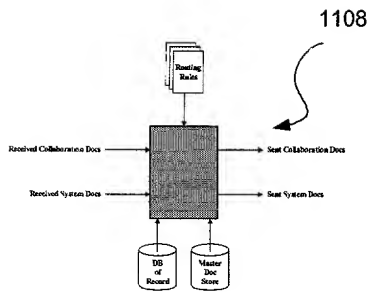 1108
Routing
Rules
Received Collaboration Docs
Sent Collaboration Docs
Received System Docs
Sent System Docs
DB
of
Record
Master
Doc
Store